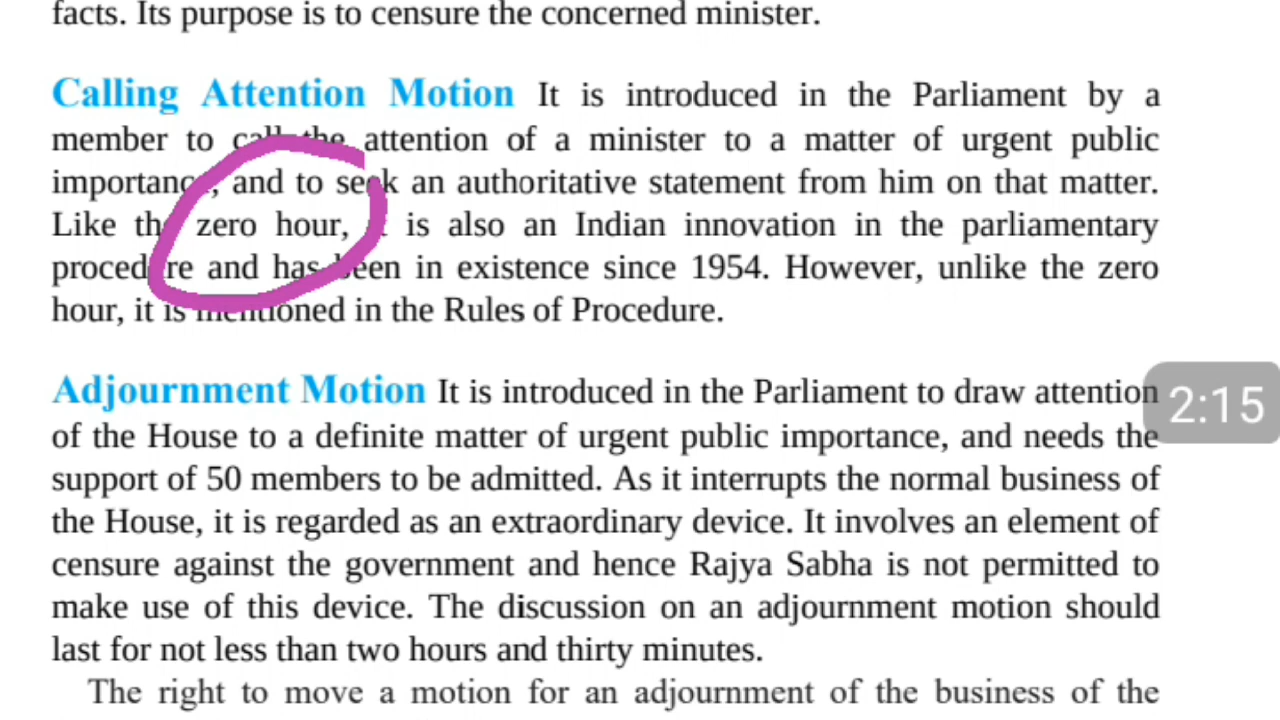 facts. Its purpose is to censure the concerned minister.
Calling Attention Motion It is introduced in the Parliament by a
member to call the attention of a minister to a matter of urgent public
importance, and to seek an authoritative statement from him on that matter.
Like the zero hour, it is also an Indian innovation in the parliamentary
procedure and has been in existence since 1954. However, unlike the zero
hour, it is mentioned in the Rules of Procedure.
Adjournment Motion It is introduced in the Parliament to draw attention
of the House to a definite matter of urgent public importance, and needs the
support of 50 members to be admitted. As it interrupts the normal business of
the House, it is regarded as an extraordinary device. It involves an element of
censure against the government and hence Rajya Sabha is not permitted to
make use of this device. The discussion on an adjournment motion should
last for not less than two hours and thirty minutes.
The right to move a motion for an adjournment of the business of the
2:15